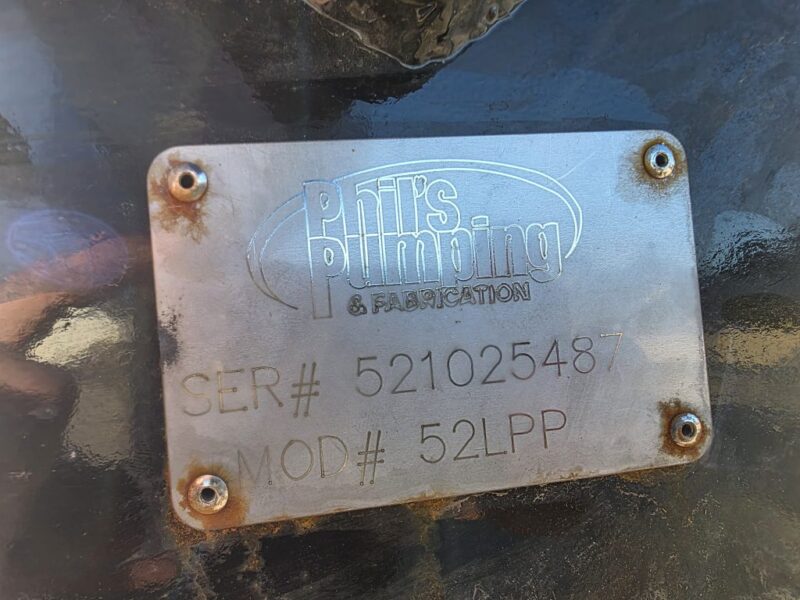 Phil's
Pumping
& FABRICATION
SER# 521025487
MOD# 52LPP